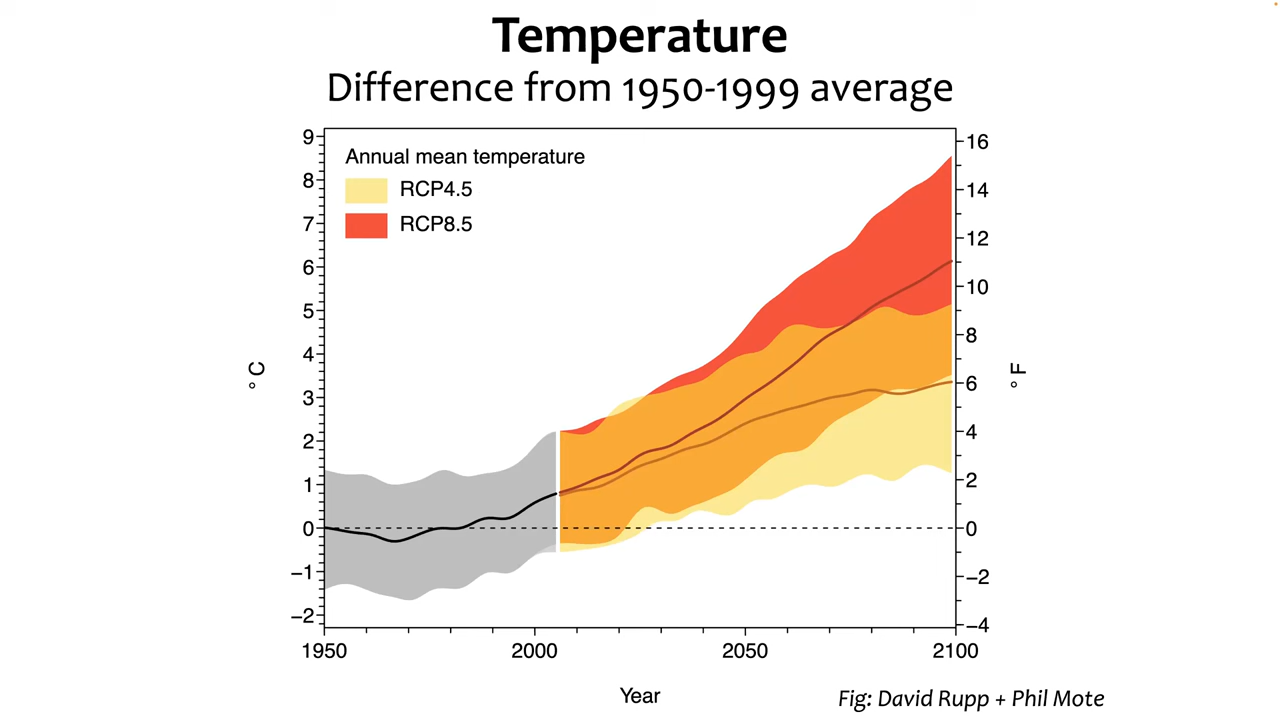 Temperature
Difference from 1950-1999 average
Annual mean temperature
RCP4.5
RCP8.5
9
8
7
6
5
4
3
2
1
0
−1
−2
° C
16
14
12
10
8
6
4
2
0
−2
−4
° F
1950 2000 2050 2100
Year
Fig: David Rupp + Phil Mote